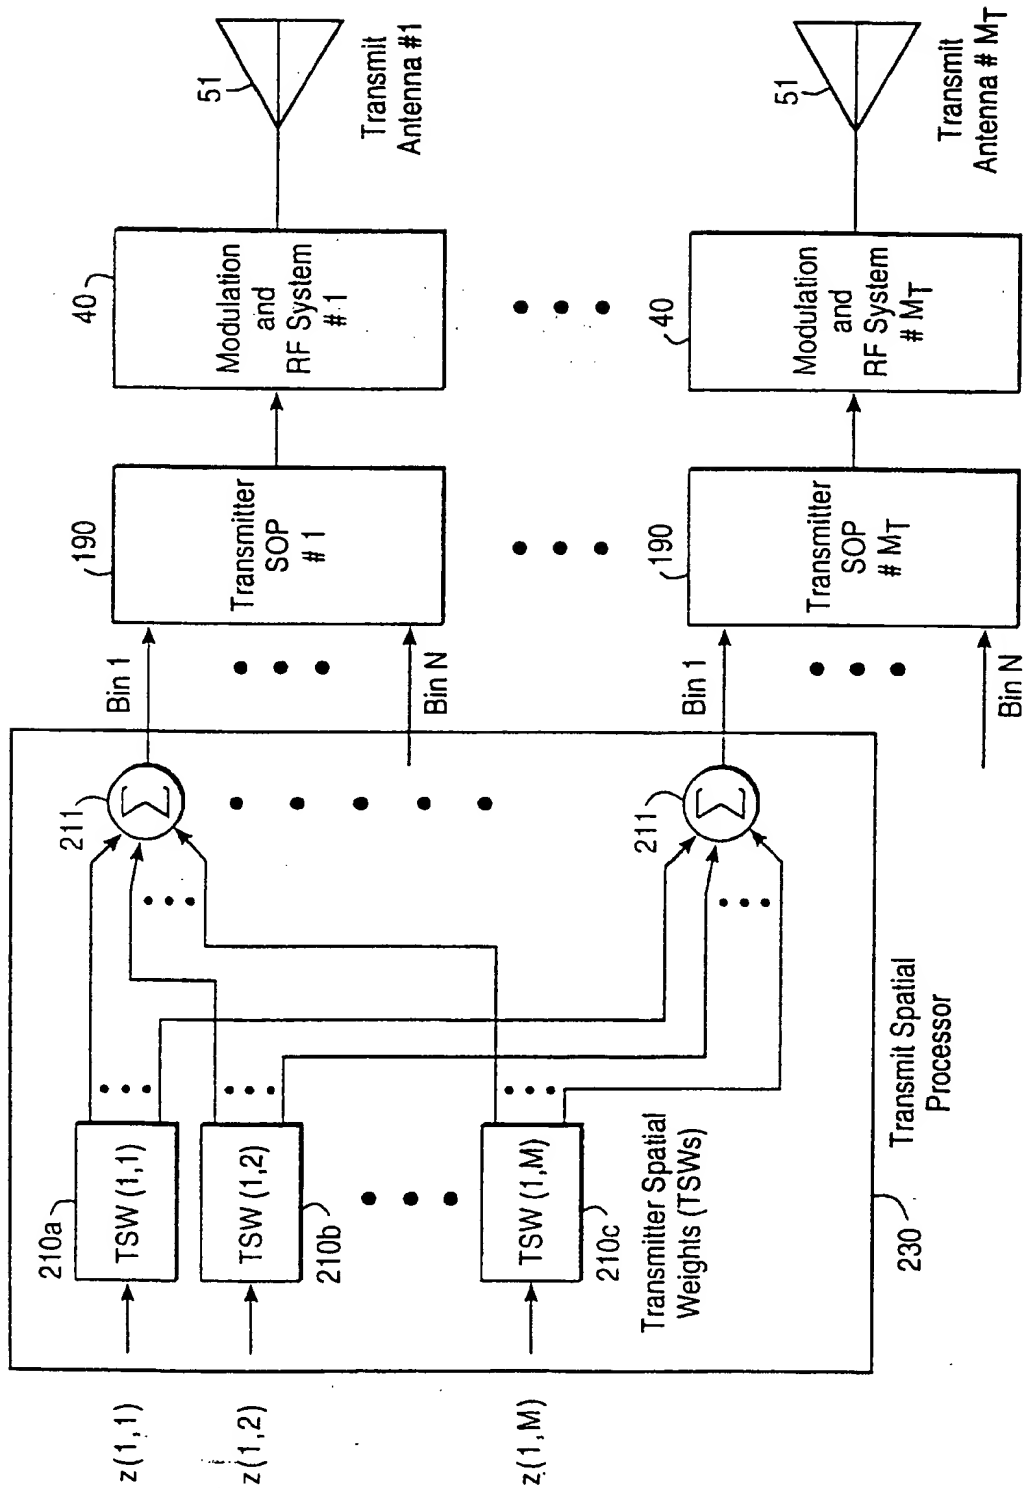 z(1,1)
z(1,2)
z(1,M)
210a
TSW (1,1)
TSW (1,2)
210b
TSW (1,M)
210c
Transmitter Spatial
Weights (TSWs)
230
Transmit Spatial
Processor
211
Σ
211
Σ
Bin 1
Bin N
Bin 1
Bin N
190
Transmitter
SOP
# 1
190
Transmitter
SOP
# MT
40
Modulation
and
RF System
# 1
40
Modulation
and
RF System
# MT
51
Transmit
Antenna #1
51
Transmit
Antenna # MT